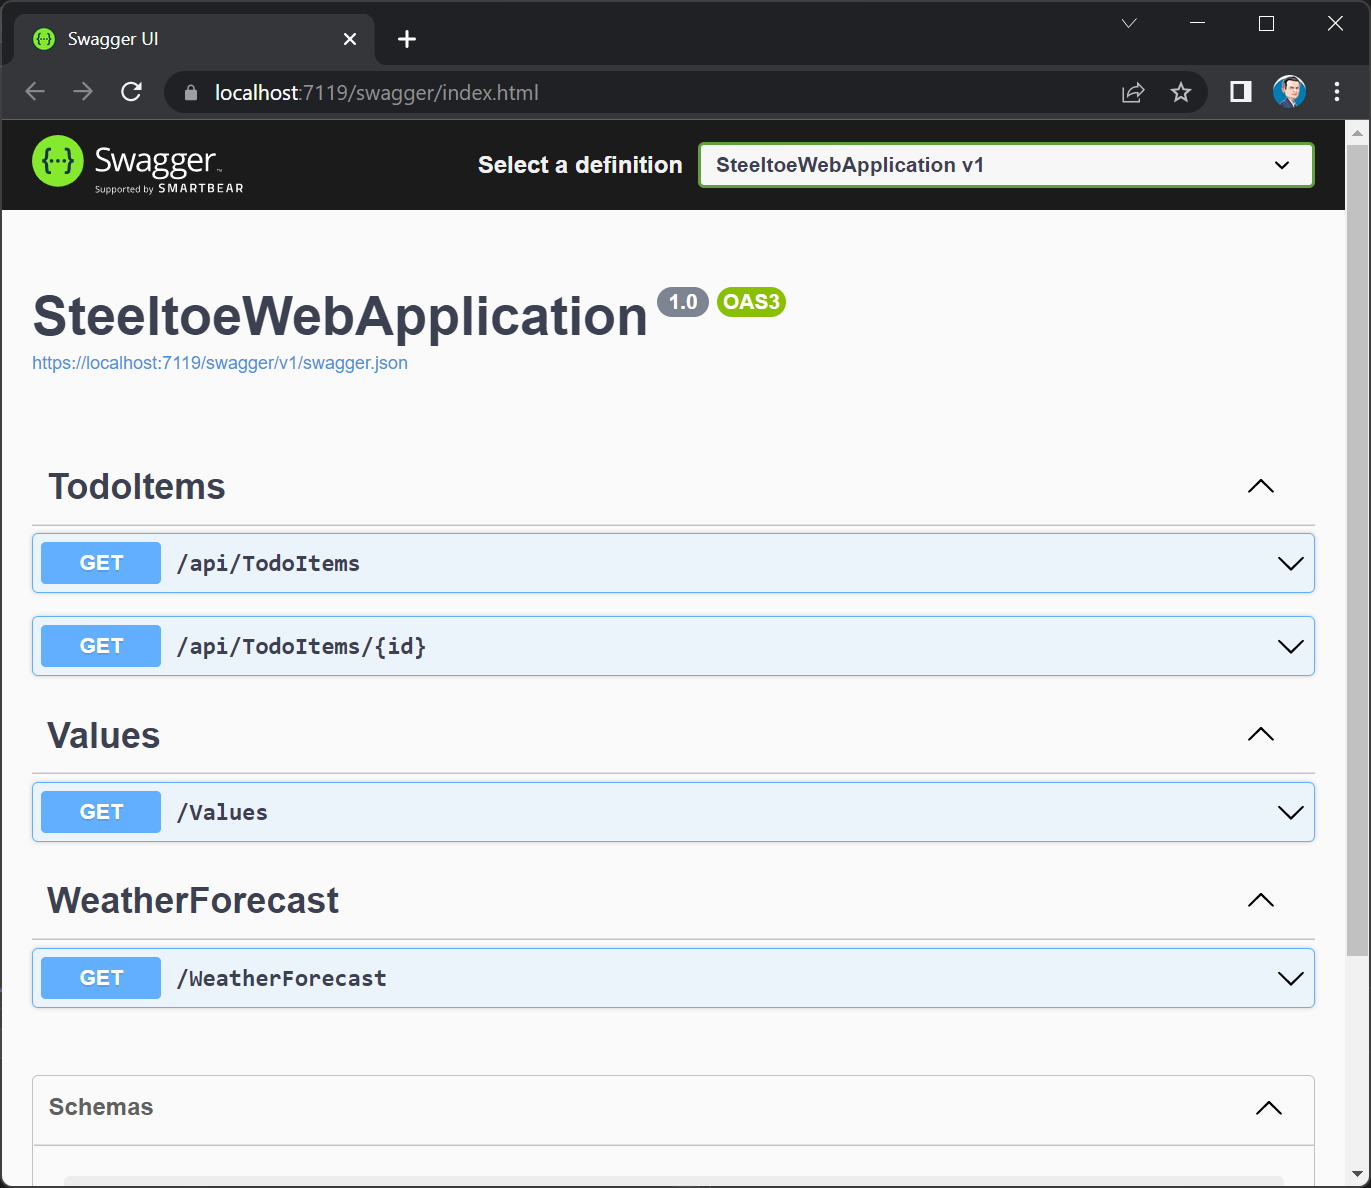 Swagger UI
localhost:7119/swagger/index.html
{···} Swagger™
Supported by SMARTBEAR
Select a definition
SteeltoeWebApplication v1
SteeltoeWebApplication 1.0 OAS3
https://localhost:7119/swagger/v1/swagger.json
TodoItems
GET /api/TodoItems
GET /api/TodoItems/{id}
Values
GET /Values
WeatherForecast
GET /WeatherForecast
Schemas